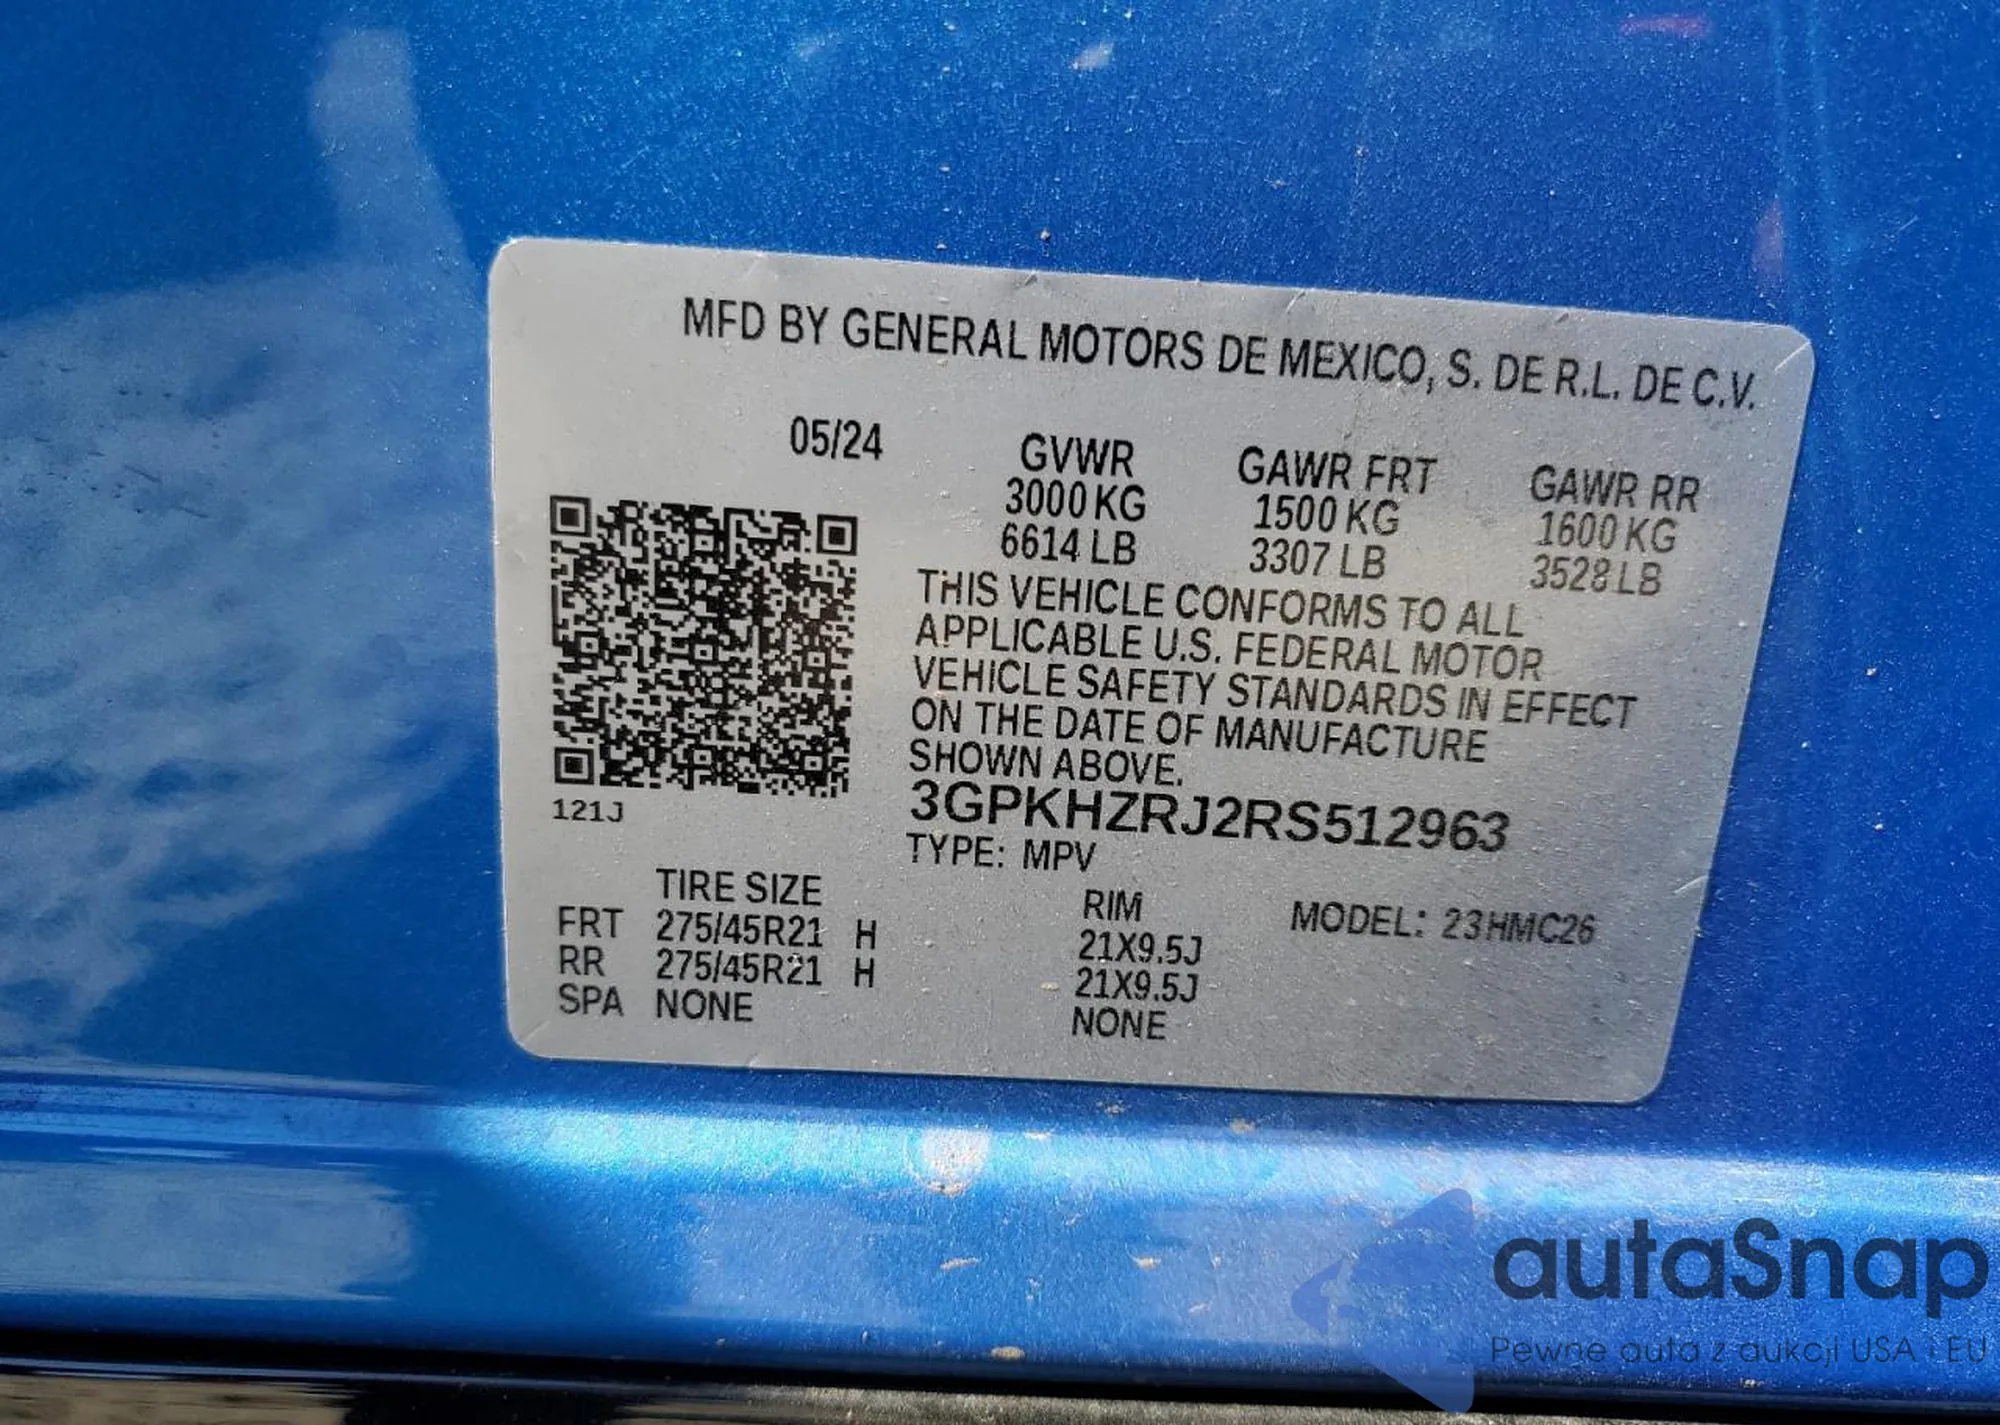 MFD BY GENERAL MOTORS DE MEXICO, S. DE R.L. DE C.V.
05/24 GVWR GAWR FRT GAWR RR
3000 KG 1500 KG 1600 KG
6614 LB 3307 LB 3528 LB
THIS VEHICLE CONFORMS TO ALL
APPLICABLE U.S. FEDERAL MOTOR
VEHICLE SAFETY STANDARDS IN EFFECT
ON THE DATE OF MANUFACTURE
SHOWN ABOVE.
121J
3GPKHZRJ2RS512963
TYPE: MPV
TIRE SIZE RIM MODEL: 23HMC26
FRT 275/45R21 H 21X9.5J
RR 275/45R21 H 21X9.5J
SPA NONE NONE
autaSnap
Pewne auta z aukcji USA i EU